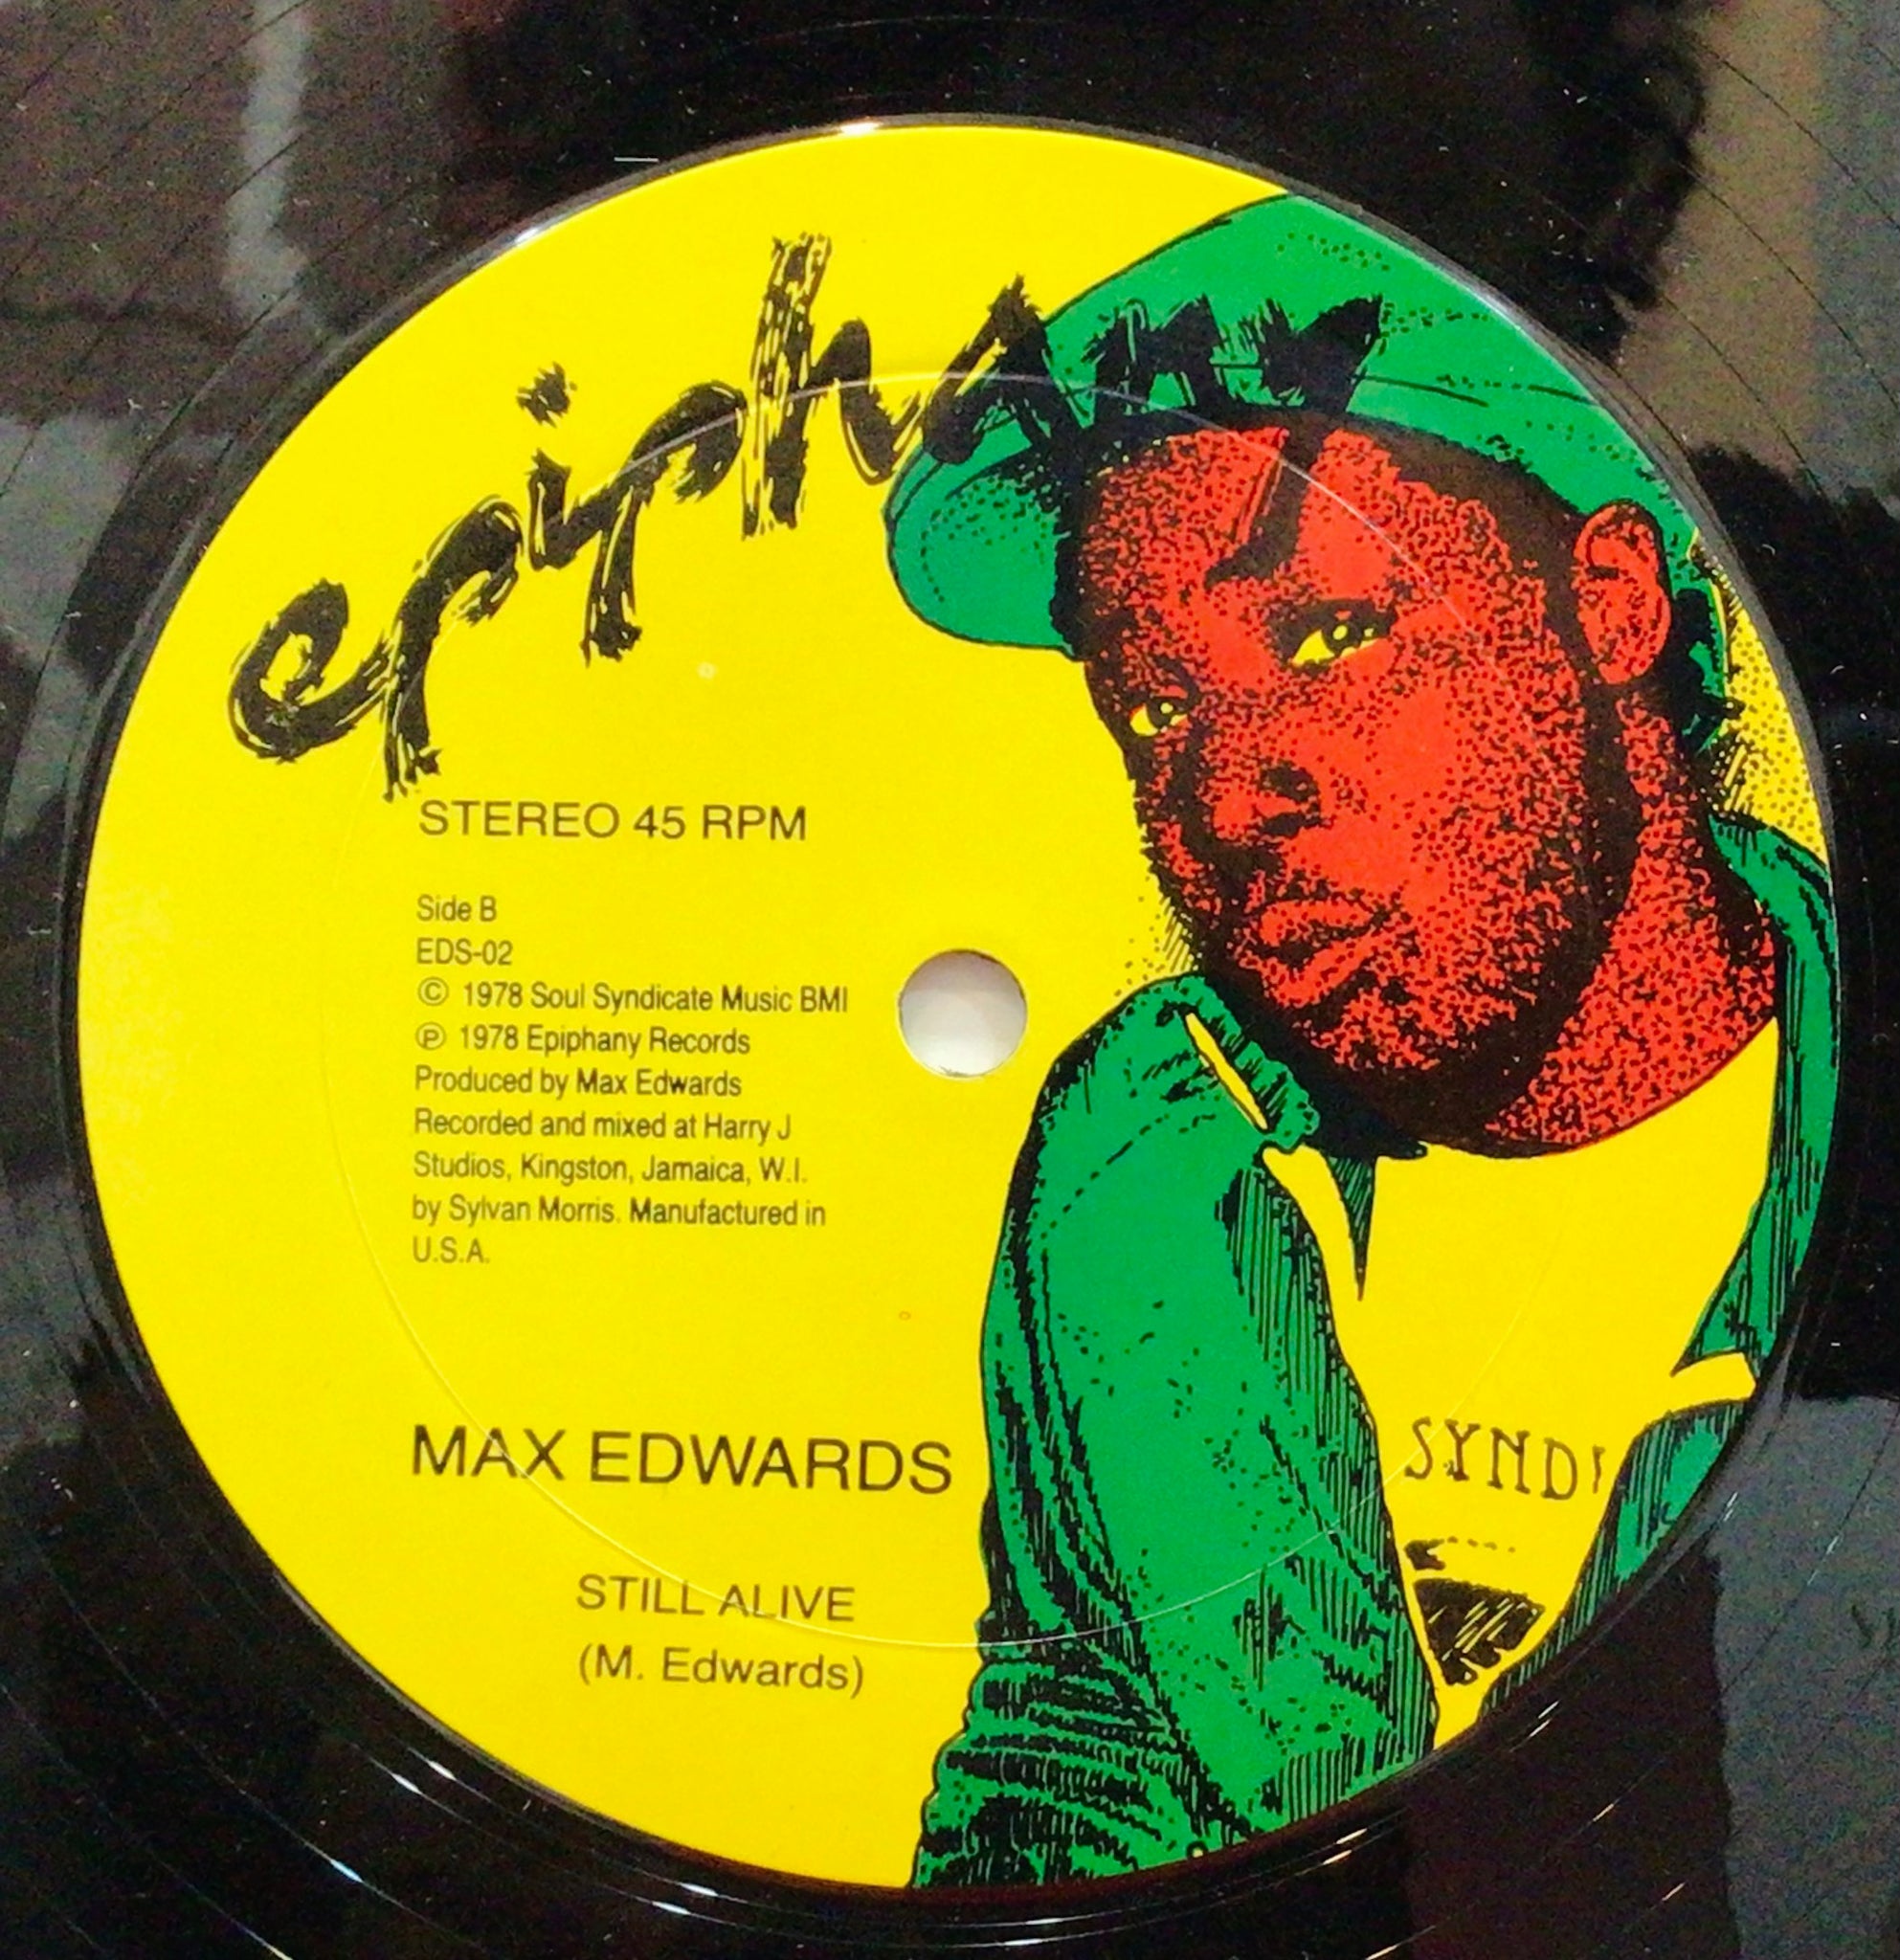 Epiphany
STEREO 45 RPM
Side B
EDS-02
© 1978 Soul Syndicate Music BMI
℗ 1978 Epiphany Records
Produced by Max Edwards
Recorded and mixed at Harry J
Studios, Kingston, Jamaica, W.I.
by Sylvan Morris. Manufactured in
U.S.A.
MAX EDWARDS
SYNDI
STILL ALIVE
(M. Edwards)